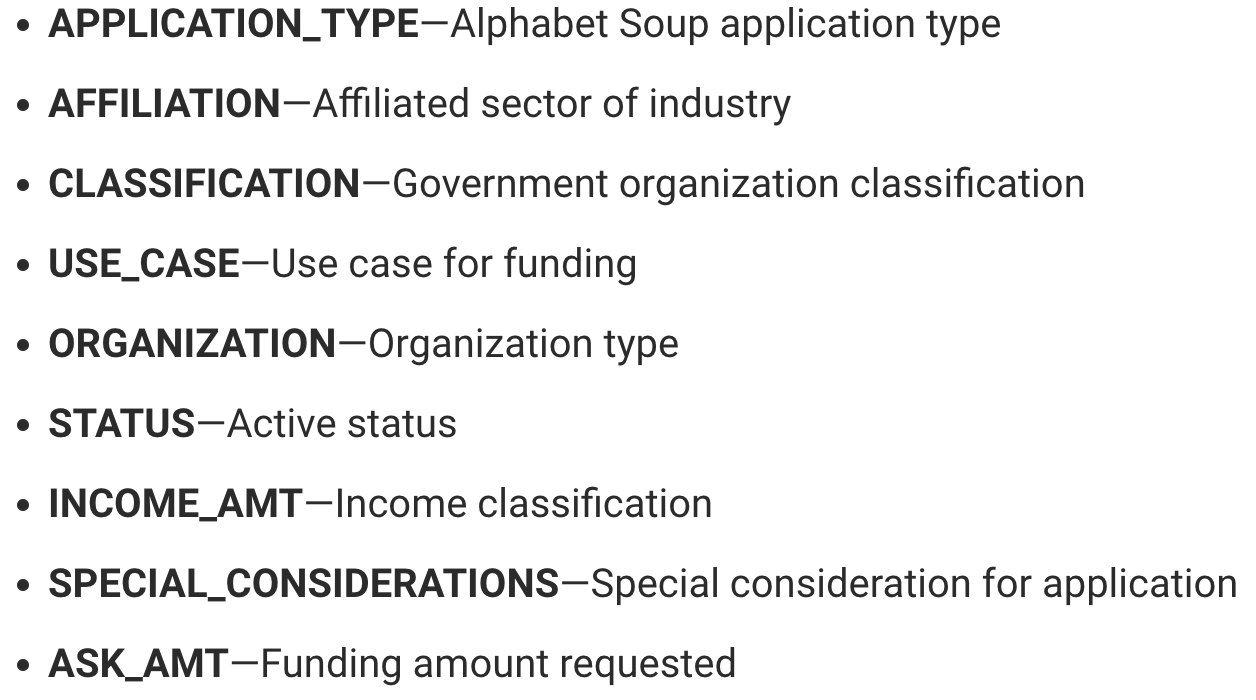 • APPLICATION_TYPE—Alphabet Soup application type
• AFFILIATION—Affiliated sector of industry
• CLASSIFICATION—Government organization classification
• USE_CASE—Use case for funding
• ORGANIZATION—Organization type
• STATUS—Active status
• INCOME_AMT—Income classification
• SPECIAL_CONSIDERATIONS—Special consideration for application
• ASK_AMT—Funding amount requested